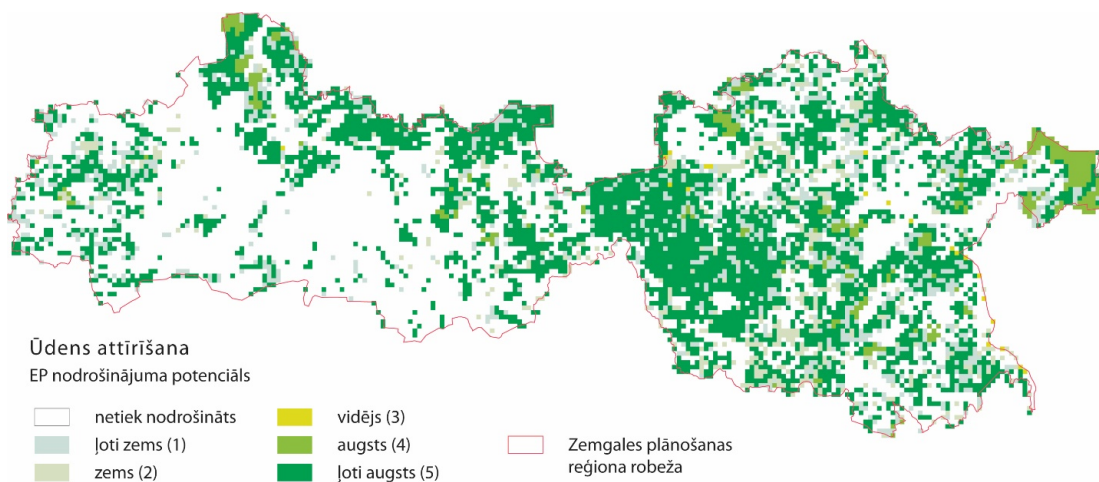 Ūdens attīrīšana
EP nodrošinājuma potenciāls
netiek nodrošināts
ļoti zems (1)
zems (2)
vidējs (3)
augsts (4)
ļoti augsts (5)
Zemgales plānošanas
reģiona robeža